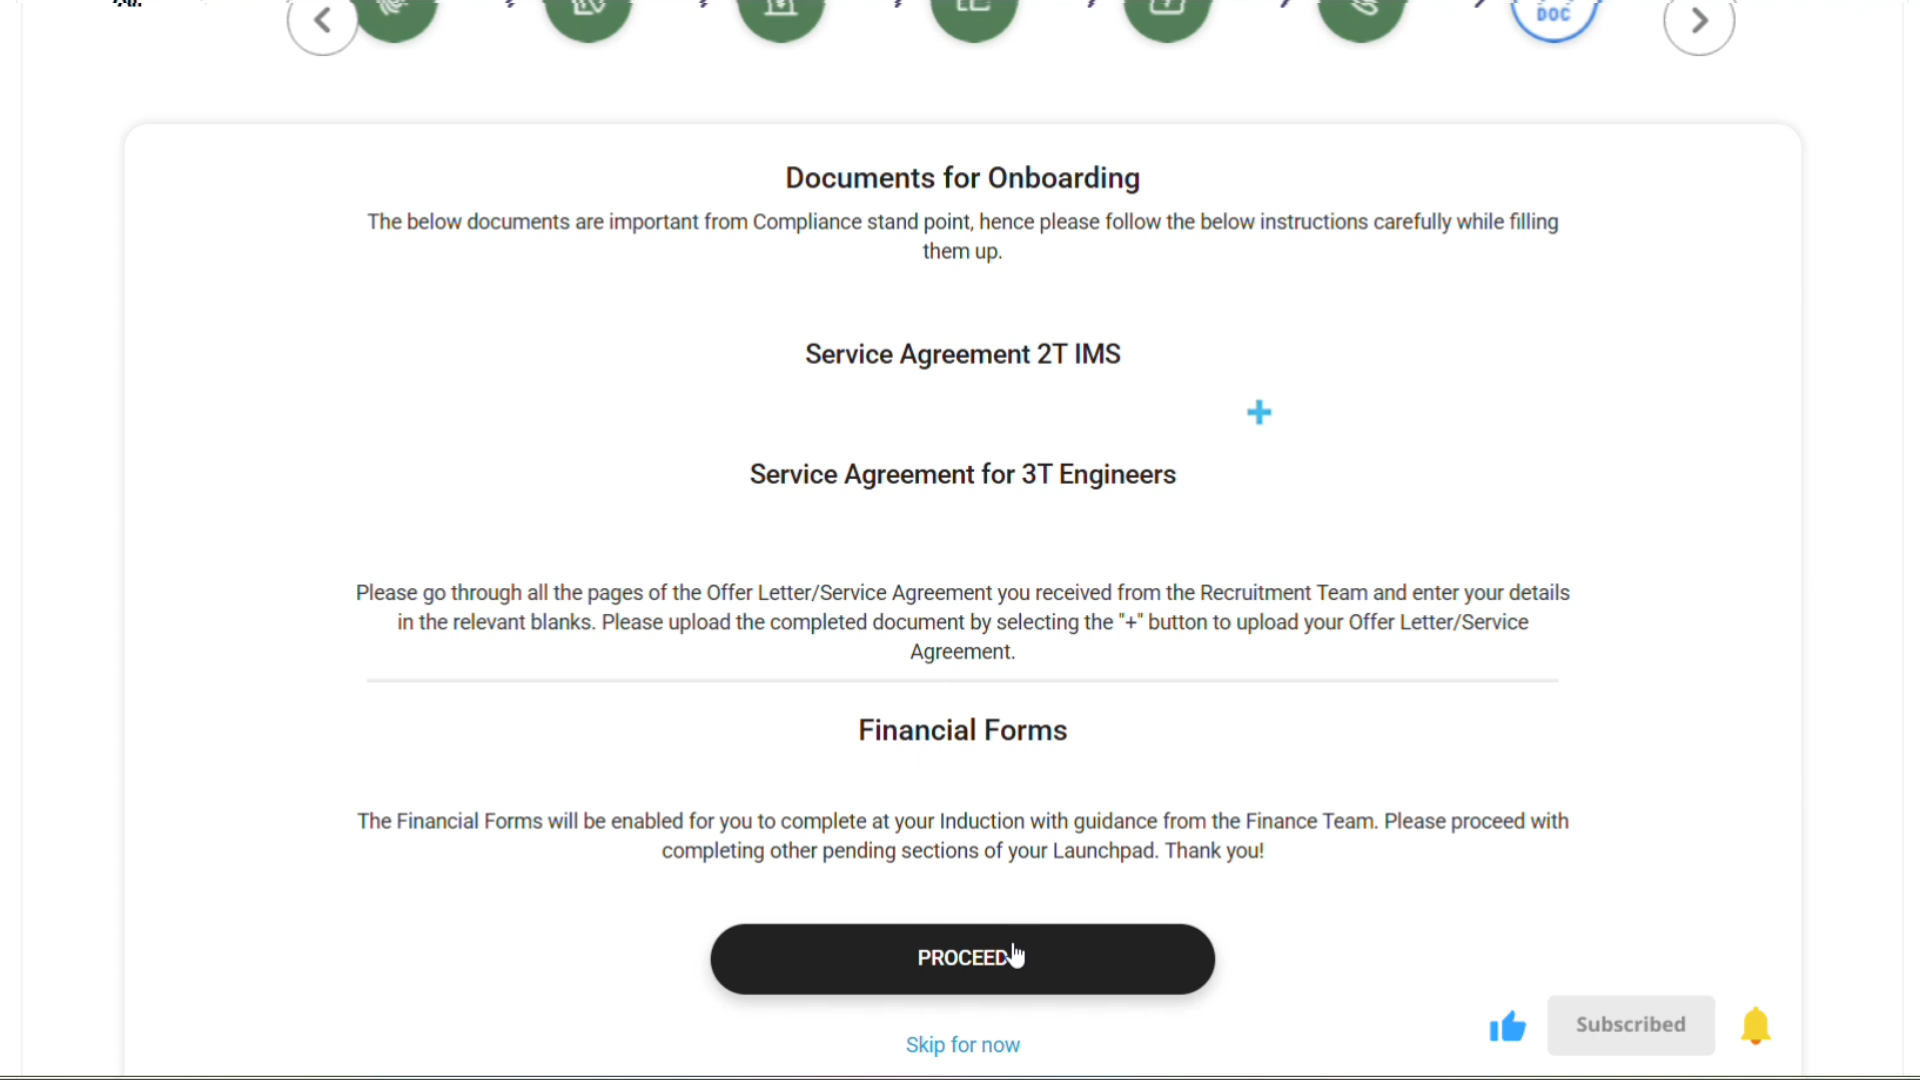 DOC
Documents for Onboarding
The below documents are important from Compliance stand point, hence please follow the below instructions carefully while filling
them up.
Service Agreement 2T IMS
Service Agreement for 3T Engineers
Please go through all the pages of the Offer Letter/Service Agreement you received from the Recruitment Team and enter your details
in the relevant blanks. Please upload the completed document by selecting the "+" button to upload your Offer Letter/Service
Agreement.
Financial Forms
The Financial Forms will be enabled for you to complete at your Induction with guidance from the Finance Team. Please proceed with
completing other pending sections of your Launchpad. Thank you!
PROCEED
Subscribed
Skip for now